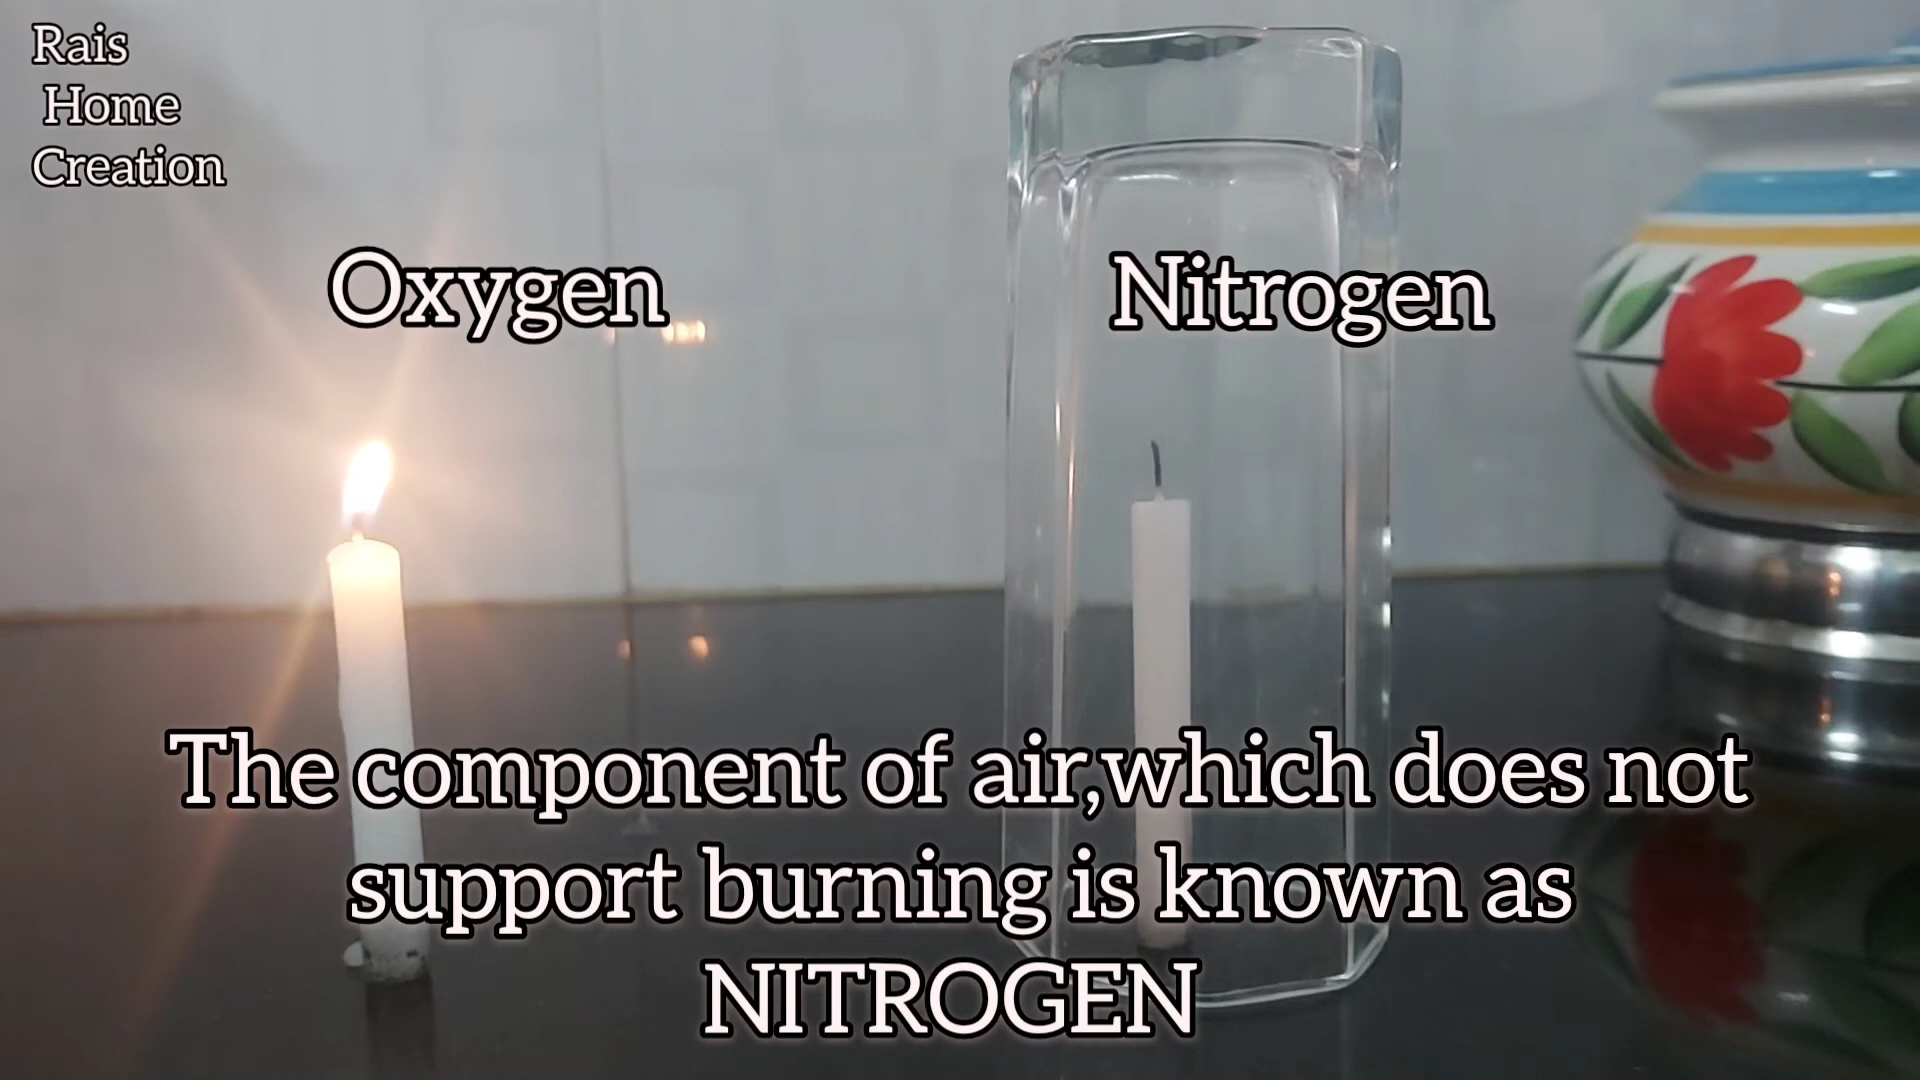 Rais
Home
Creation
Oxygen
Nitrogen
The component of air,which does not
support burning is known as
NITROGEN